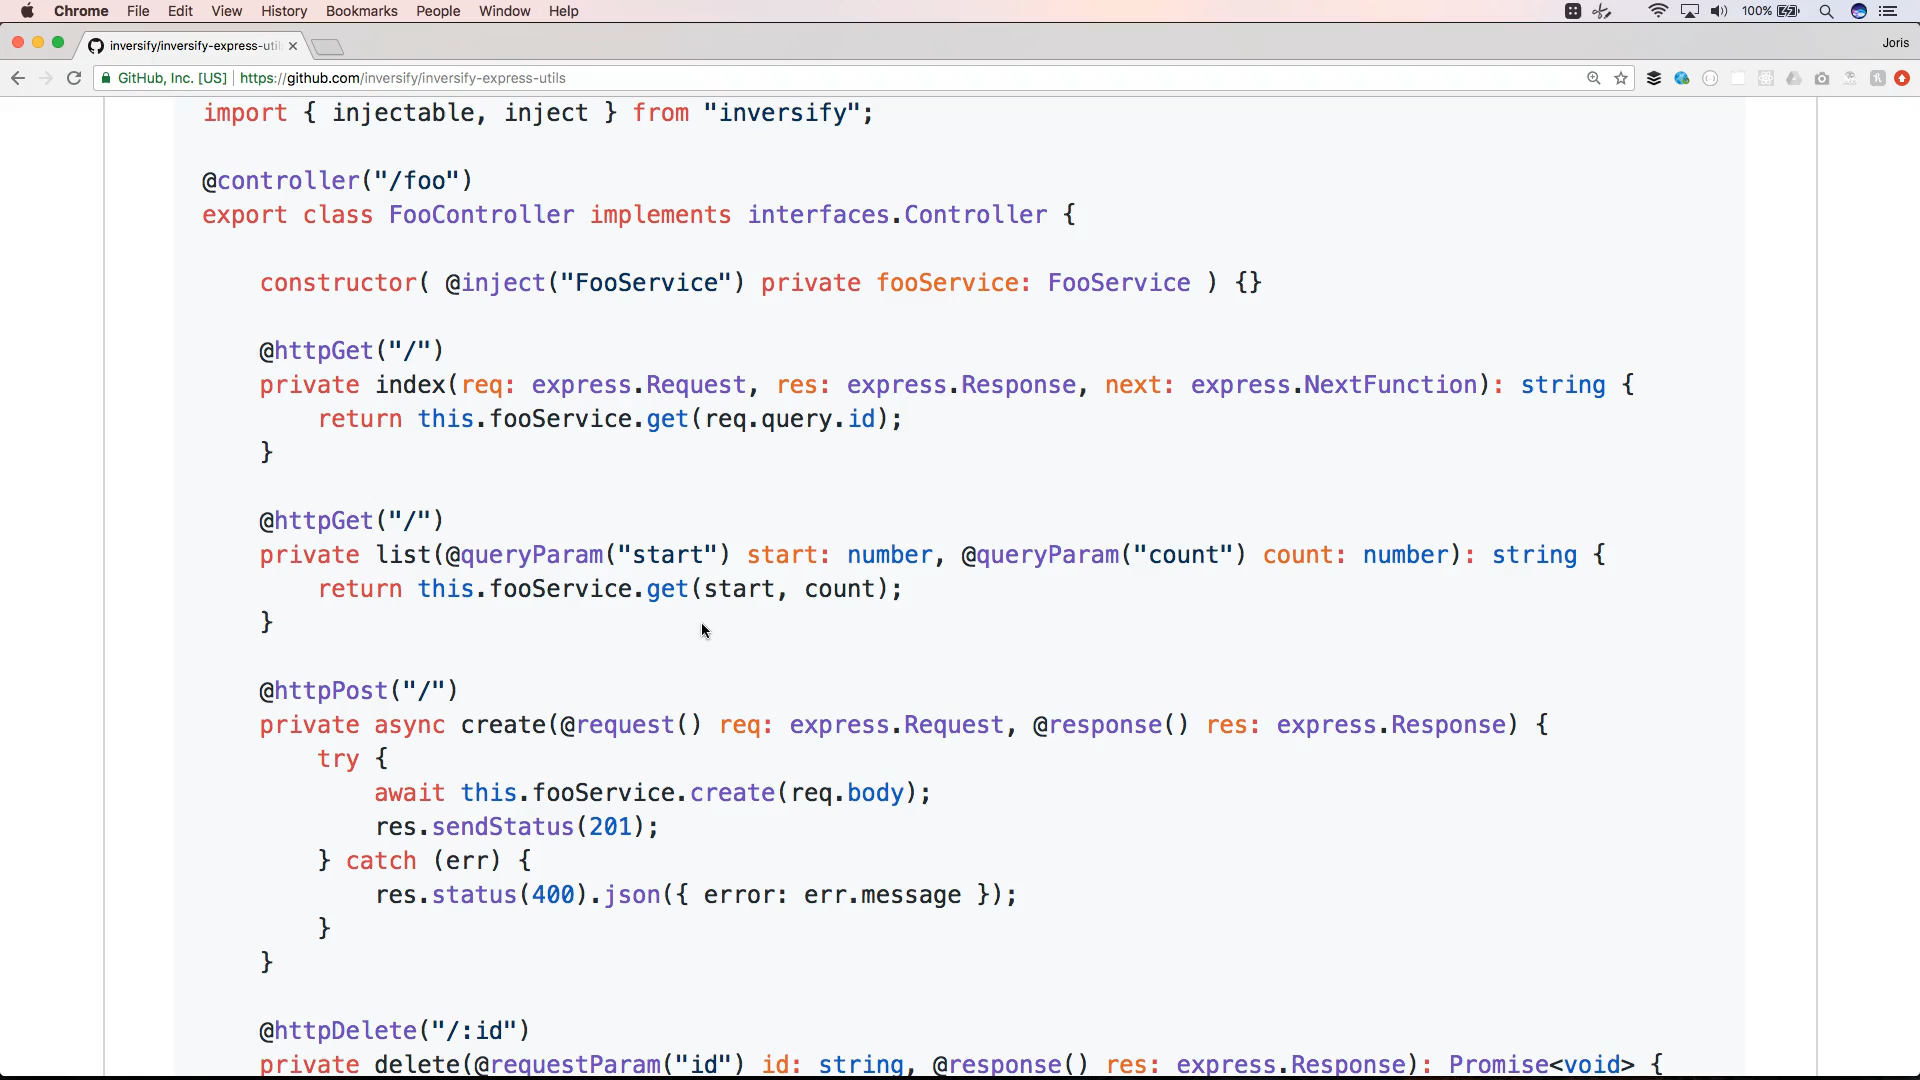 Chrome File Edit View History Bookmarks People Window Help 100%
inversify/inversify-express-uti Joris
GitHub, Inc. [US] https://github.com/inversify/inversify-express-utils
import { injectable, inject } from "inversify";
@controller("/foo")
export class FooController implements interfaces.Controller {
constructor( @inject("FooService") private fooService: FooService ) {}
@httpGet("/")
private index(req: express.Request, res: express.Response, next: express.NextFunction): string {
return this.fooService.get(req.query.id);
}
@httpGet("/")
private list(@queryParam("start") start: number, @queryParam("count") count: number): string {
return this.fooService.get(start, count);
}
@httpPost("/")
private async create(@request() req: express.Request, @response() res: express.Response) {
try {
await this.fooService.create(req.body);
res.sendStatus(201);
} catch (err) {
res.status(400).json({ error: err.message });
}
}
@httpDelete("/:id")
private delete(@requestParam("id") id: string, @response() res: express.Response): Promise<void> {